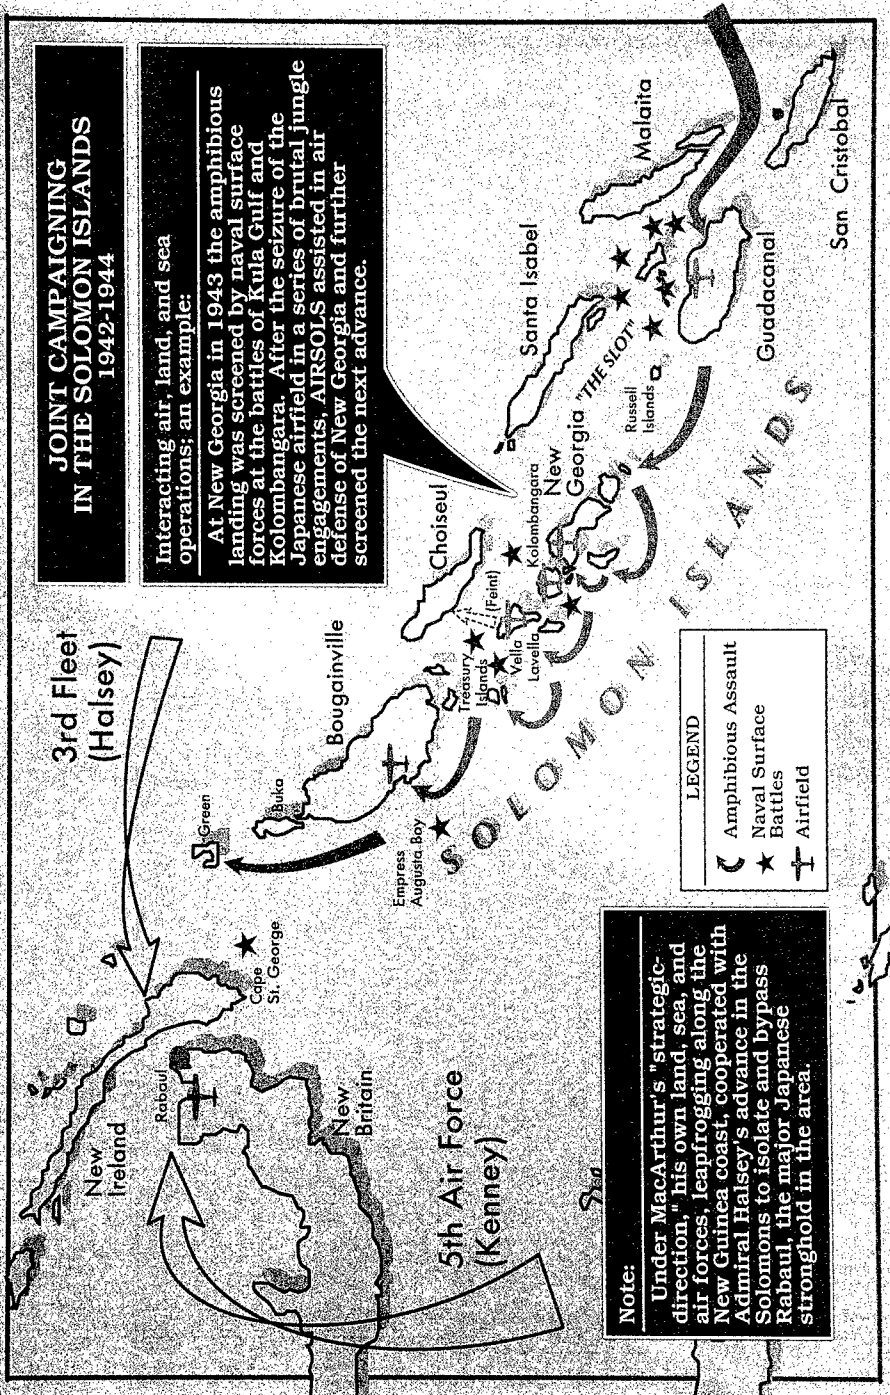 JOINT CAMPAIGNING
IN THE SOLOMON ISLANDS
1942-1944
Interacting air, land, and sea
operations; an example:
At New Georgia in 1943 the amphibious
landing was screened by naval surface
forces at the battles of Kula Gulf and
Kolombangara. After the seizure of the
Japanese airfield in a series of brutal jungle
engagements, AIRSOLS assisted in air
defense of New Georgia and further
screened the next advance.
3rd Fleet
(Halsey)
New
Ireland
Rabaul
New
Britain
Cape
St. George
Green
Buka
Bougainville
Empress
Augusta Bay
Choiseul
Treasury
Islands
(Feint)
Vella
Lavella
Kolombangara
New
Georgia
Santa Isabel
"THE SLOT"
Russell
Islands
Malaita
Guadacanal
San Cristobal
SOLOMON ISLANDS
5th Air Force
(Kenney)
Note:
Under MacArthur's "strategic-
direction," his own land, sea, and
air forces, leapfrogging along the
New Guinea coast, cooperated with
Admiral Halsey's advance in the
Solomons to isolate and bypass
Rabaul, the major Japanese
stronghold in the area.
LEGEND
Amphibious Assault
Naval Surface
Battles
Airfield